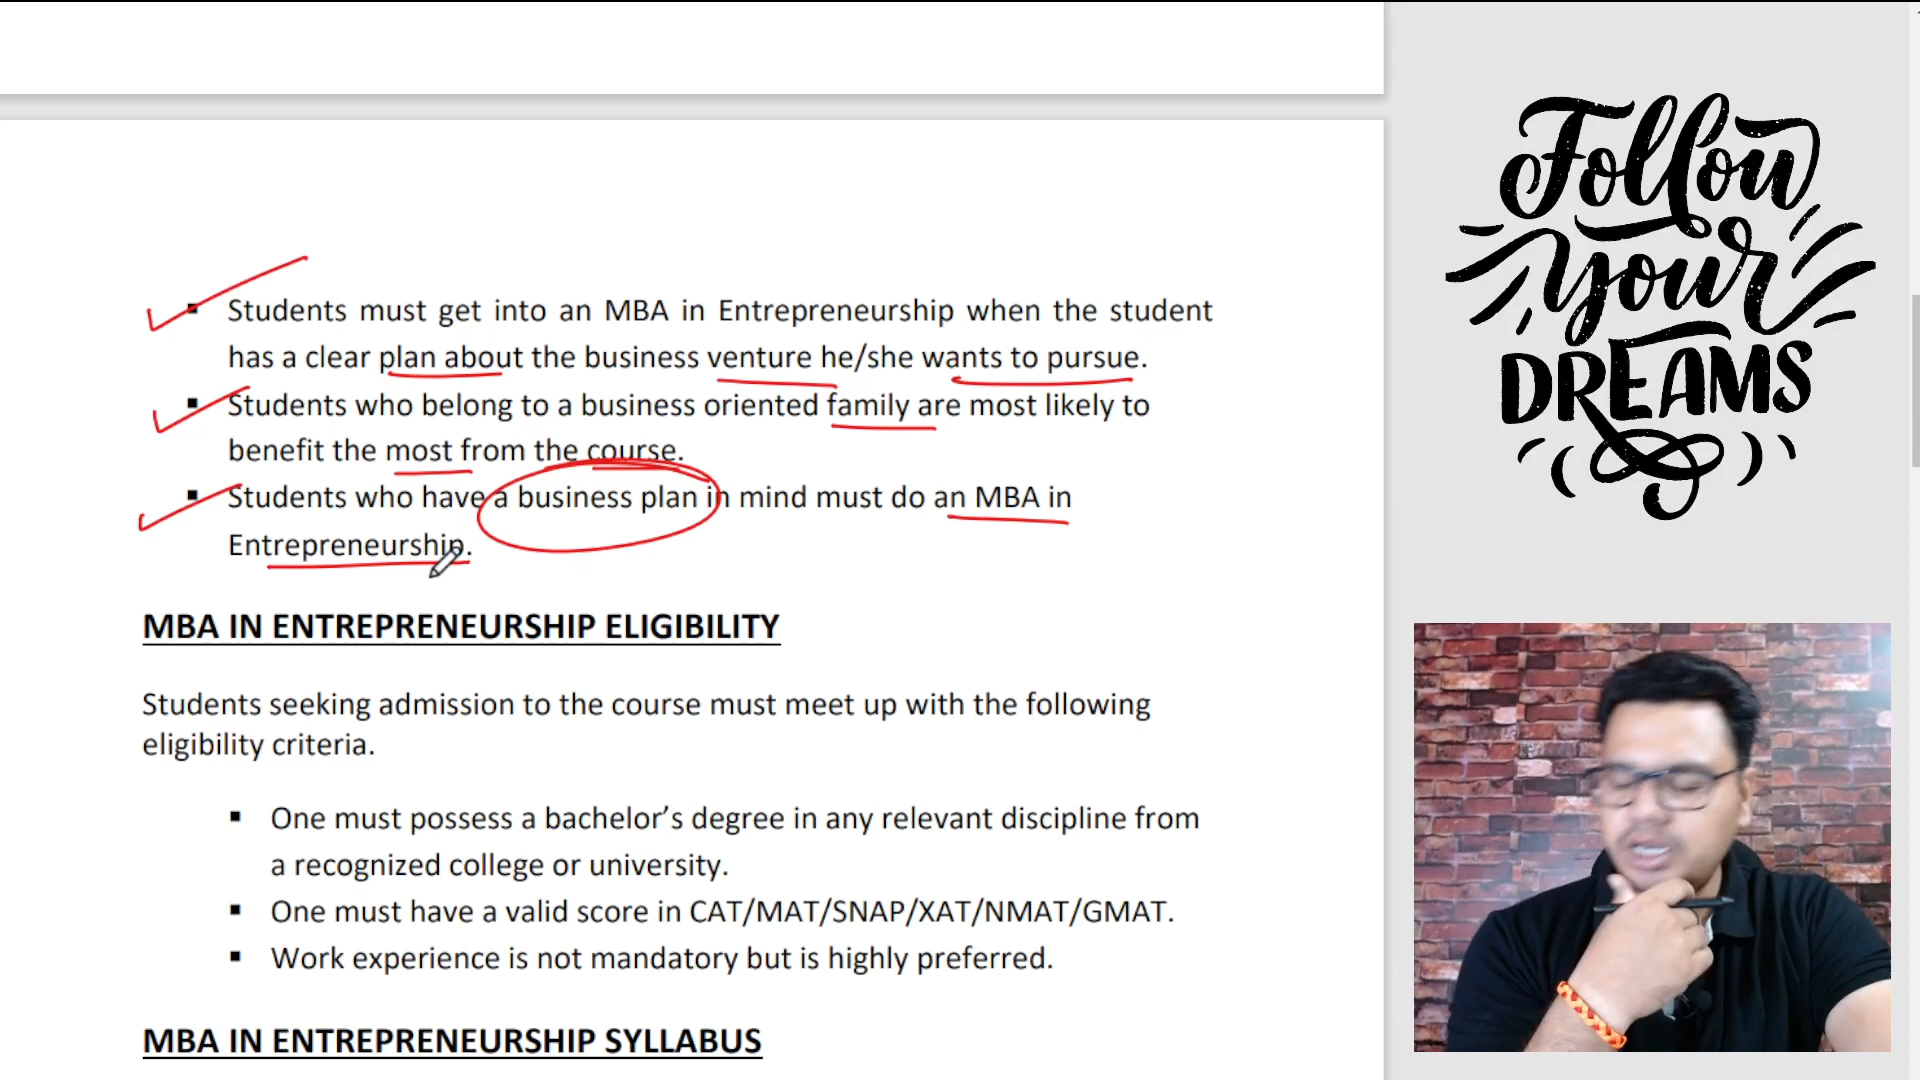 Students must get into an MBA in Entrepreneurship when the student
has a clear plan about the business venture he/she wants to pursue.
Students who belong to a business oriented family are most likely to
benefit the most from the course.
Students who have a business plan in mind must do an MBA in
Entrepreneurship.
MBA IN ENTREPRENEURSHIP ELIGIBILITY
Students seeking admission to the course must meet up with the following
eligibility criteria.
One must possess a bachelor’s degree in any relevant discipline from
a recognized college or university.
One must have a valid score in CAT/MAT/SNAP/XAT/NMAT/GMAT.
Work experience is not mandatory but is highly preferred.
MBA IN ENTREPRENEURSHIP SYLLABUS
Follow
Your
DREAMS